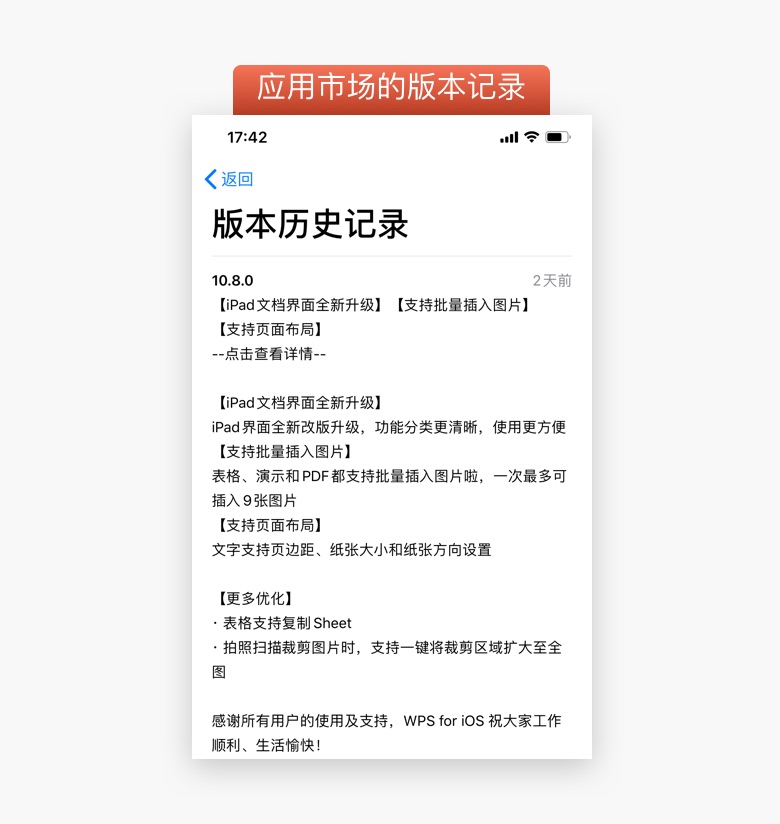 应用市场的版本记录
17:42
返回
版本历史记录
10.8.0 2天前
【iPad文档界面全新升级】【支持批量插入图片】
【支持页面布局】
--点击查看详情--
【iPad文档界面全新升级】
iPad界面全新改版升级，功能分类更清晰，使用更方便
【支持批量插入图片】
表格、演示和PDF都支持批量插入图片啦，一次最多可
插入9张图片
【支持页面布局】
文字支持页边距、纸张大小和纸张方向设置
【更多优化】
· 表格支持复制Sheet
· 拍照扫描裁剪图片时，支持一键将裁剪区域扩大至全
图
感谢所有用户的使用及支持，WPS for iOS 祝大家工作
顺利、生活愉快！